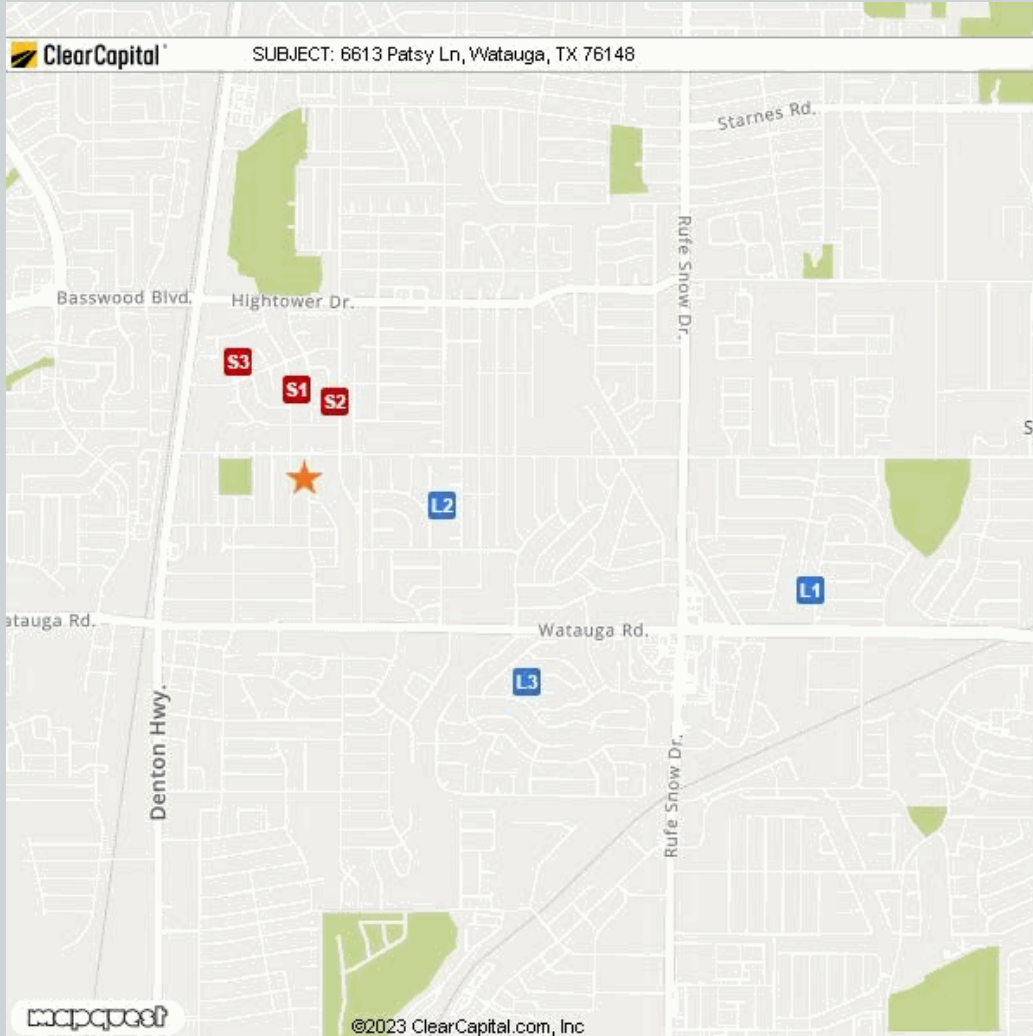 ClearCapital®
SUBJECT: 6613 Patsy Ln, Watauga, TX 76148
Starnes Rd.
Rufe Snow Dr.
Basswood Blvd.
Hightower Dr.
S3
S1
S2
S
L2
L1
atauga Rd.
Watauga Rd.
L3
Denton Hwy.
Rufe Snow Dr.
mapquest
©2023 ClearCapital.com, Inc